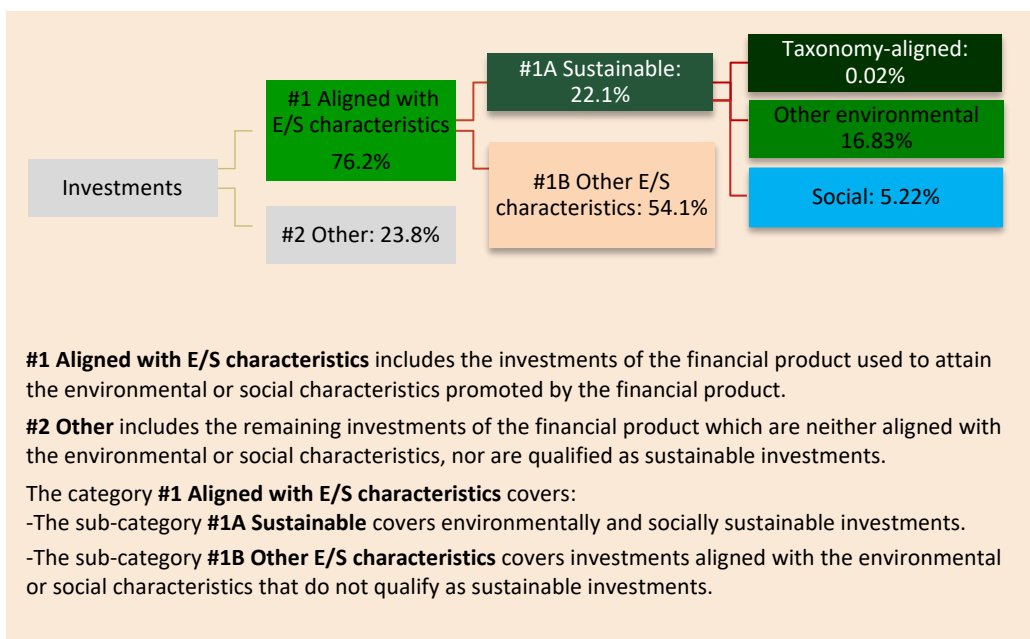 Investments
#1 Aligned with
E/S characteristics
76.2%
#2 Other: 23.8%
#1A Sustainable:
22.1%
#1B Other E/S
characteristics: 54.1%
Taxonomy-aligned:
0.02%
Other environmental
16.83%
Social: 5.22%
#1 Aligned with E/S characteristics includes the investments of the financial product used to attain
the environmental or social characteristics promoted by the financial product.
#2 Other includes the remaining investments of the financial product which are neither aligned with
the environmental or social characteristics, nor are qualified as sustainable investments.
The category #1 Aligned with E/S characteristics covers:
-The sub-category #1A Sustainable covers environmentally and socially sustainable investments.
-The sub-category #1B Other E/S characteristics covers investments aligned with the environmental
or social characteristics that do not qualify as sustainable investments.